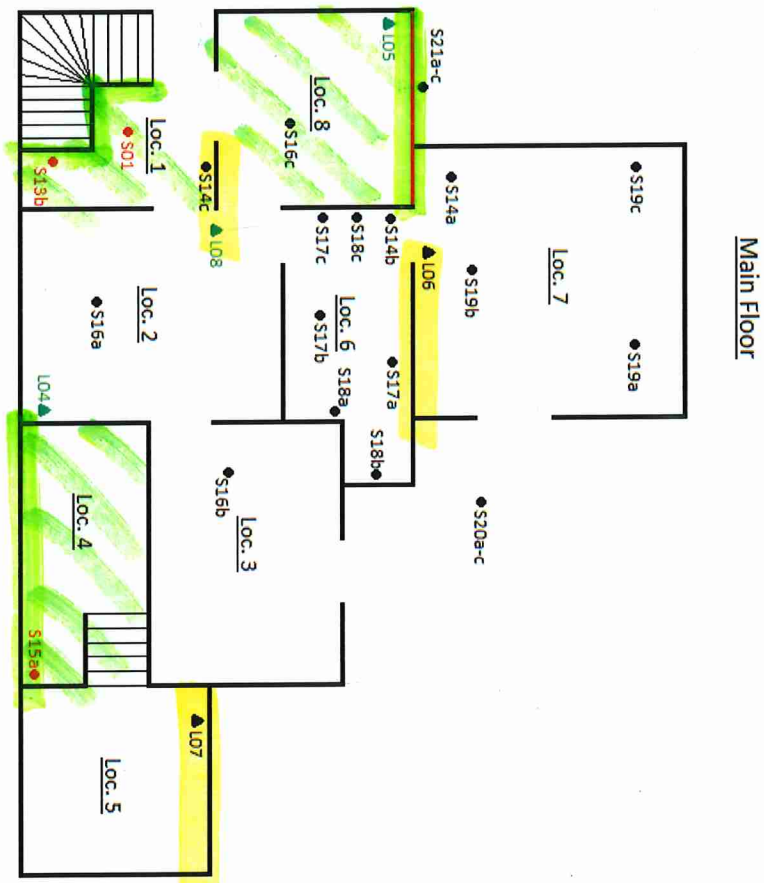 Main Floor
S19c
S19a
Loc. 7
S19b
S20a-c
S14a
S21a-c
L06
L05
S14b
S17a
S18b
S18c
Loc. 6
S18a
Loc. 8
S17c
S17b
S16c
Loc. 3
S16b
L08
S14c
L07
Loc. 1
Loc. 2
S01
Loc. 5
S16a
Loc. 4
S13b
L04
S15a